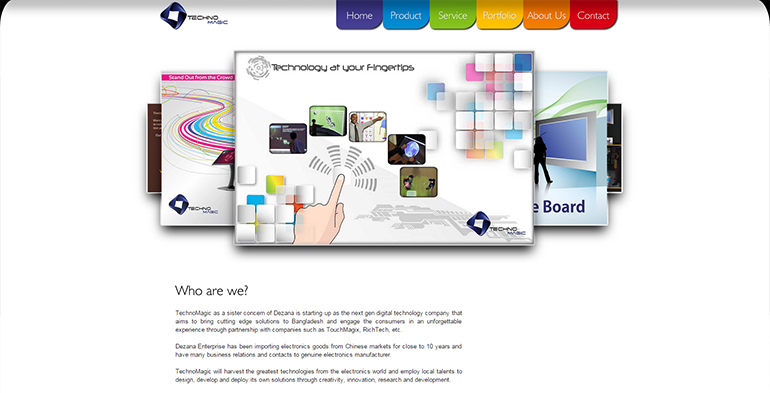 TECHNO
MAGIC
Home
Product
Service
Portfolio
About Us
Contact
Stand Out from the Crowd
Technology at your Fingertips
TECHNO
MAGIC
TECHNO
MAGIC
e Board
Who are we?
TechnoMagic as a sister concern of Dezana is starting up as the next gen digital technology company that
aims to bring cutting edge solutions to Bangladesh and engage the consumers in an unforgettable
experience through partnership with companies such as TouchMagix, RichTech, etc.
Dezana Enterprise has been importing electronics goods from Chinese markets for close to 10 years and
have many business relations and contacts to genuine electronics manufacturer.
TechnoMagic will harvest the greatest technologies from the electronics world and employ local talents to
design, develop and deploy its own solutions through creativity, innovation, research and development.